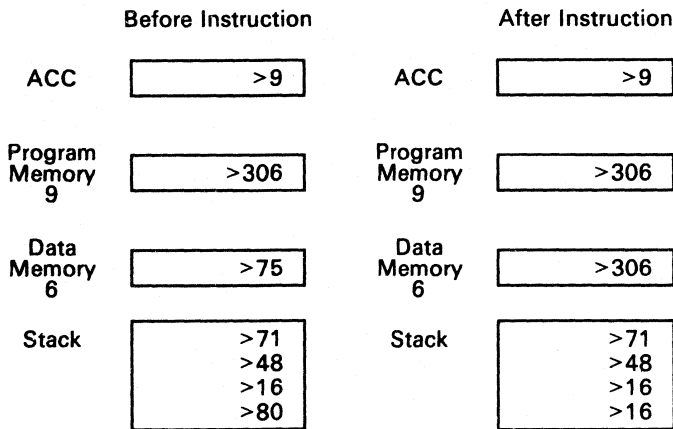 Before Instruction After Instruction
ACC >9 ACC >9
Program Memory 9 >306 Program Memory 9 >306
Data Memory 6 >75 Data Memory 6 >306
Stack >71 Stack >71
>48 >48
>16 >16
>80 >16